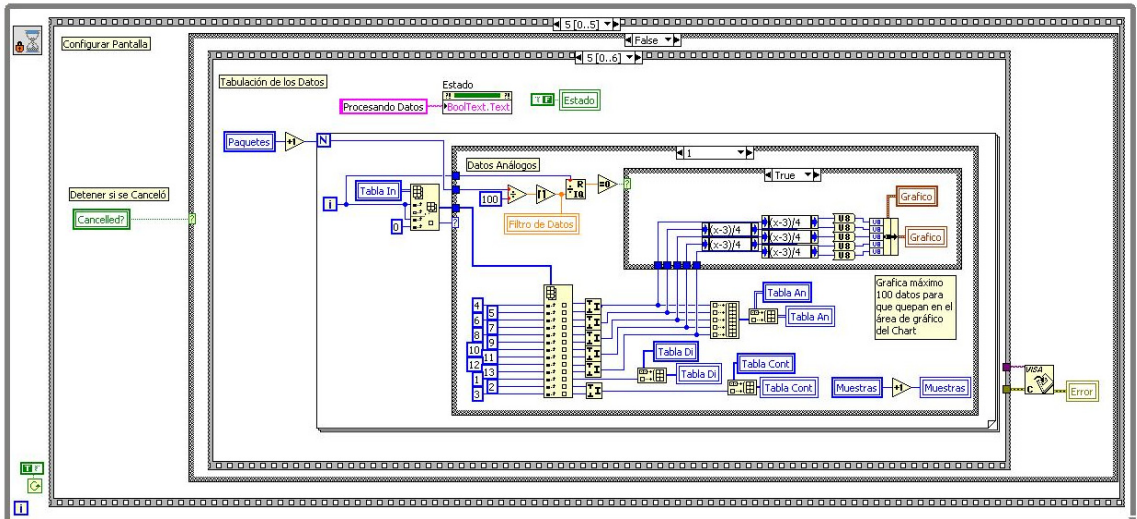 5 [0..5]
Configurar Pantalla
False
5 [0..6]
Tabulación de los Datos
Estado
Procesando Datos
BoolText.Text
T F
Estado
Paquetes
+1
N
Datos Análogos
1
True
Detener si se Canceló
Cancelled?
Tabla In
i
0
100
R
IQ
=0
Filtro de Datos
(x-3)/4
(x-3)/4
(x-3)/4
(x-3)/4
(x-3)/4
U8
U8
U8
U8
U8
Grafico
Grafico
Grafica máximo
100 datos para
que quepan en el
área de gráfico
del Chart
4
5
6
7
8
9
10
11
12
13
1
2
3
Tabla An
Tabla An
Tabla Di
Tabla Di
Tabla Cont
Tabla Cont
Muestras
+1
Muestras
VISA
C
Error
T F
i